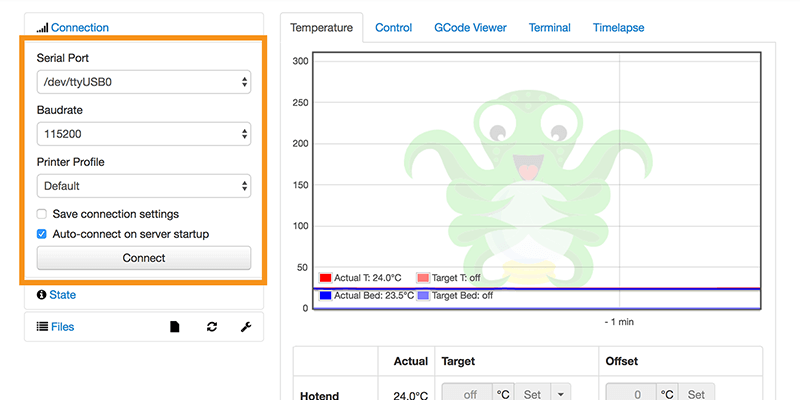 Connection
Serial Port
/dev/ttyUSB0
Baudrate
115200
Printer Profile
Default
Save connection settings
Auto-connect on server startup
Connect
State
Files
Temperature Control GCode Viewer Terminal Timelapse
300
250
200
150
100
50
0
Actual T: 24.0°C Target T: off
Actual Bed: 23.5°C Target Bed: off
- 1 min
Actual Target Offset
Hotend 24.0°C off °C Set 0 °C Set